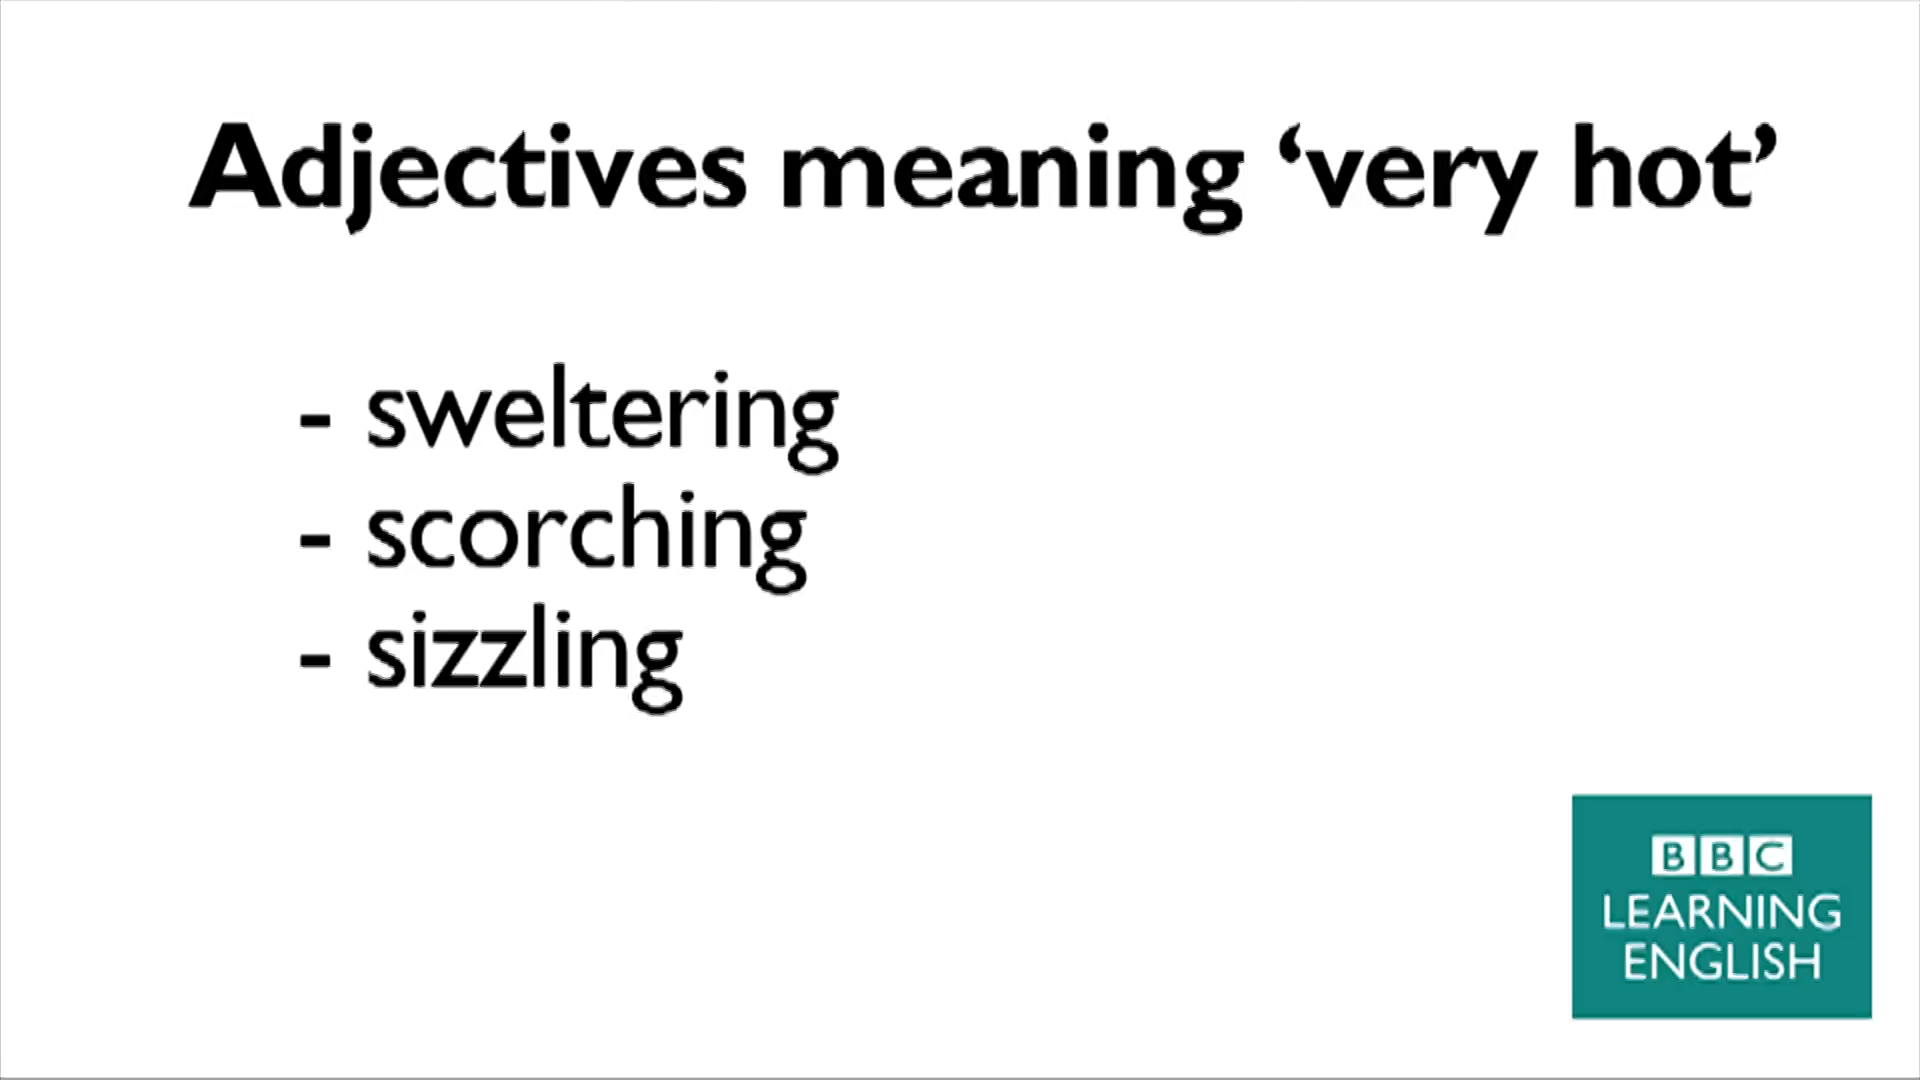 Adjectives meaning ‘very hot’
- sweltering
- scorching
- sizzling
BBC
LEARNING
ENGLISH